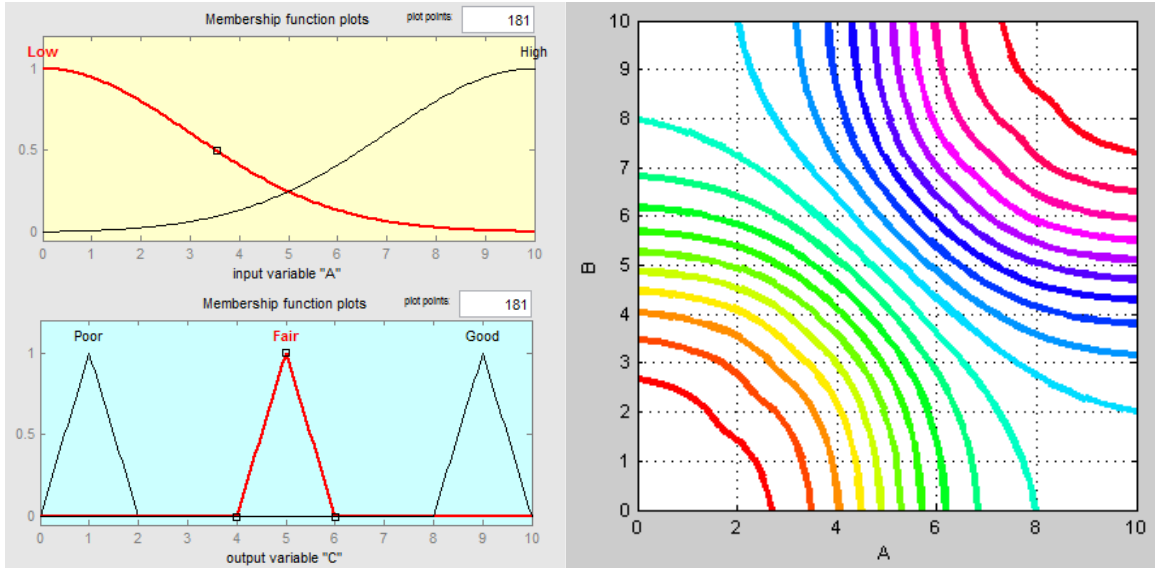 Membership function plots plot points: 181
Low High
1
0.5
0
0 1 2 3 4 5 6 7 8 9 10
input variable "A"
Membership function plots plot points: 181
Poor Fair Good
1
0.5
0
0 1 2 3 4 5 6 7 8 9 10
output variable "C"
10
9
8
7
6
5
4
3
2
1
0
B
0 2 4 6 8 10
A